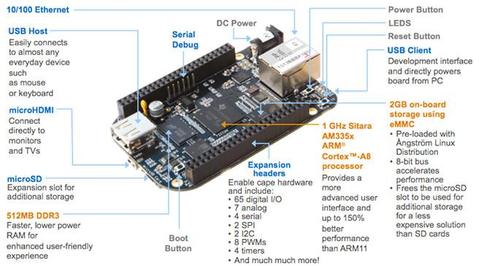 10/100 Ethernet
USB Host
Easily connects
to almost any
everyday device
such as
mouse or
keyboard
microHDMI
Connect
directly to
monitors
and TVs
microSD
Expansion slot for
additional storage
512MB DDR3
Faster, lower power
RAM for
enhanced user-friendly
experience
Serial
Debug
DC Power
Boot
Button
Expansion
headers
Enable cape hardware
and include:
• 65 digital I/O
• 7 analog
• 4 serial
• 2 SPI
• 2 I2C
• 8 PWMs
• 4 timers
• And much much more!
Power Button
LEDS
Reset Button
USB Client
Development interface
and directly powers
board from PC
1 GHz Sitara
AM335x
ARM®
Cortex™-A8
processor
Provides a
more
advanced user
interface and
up to 150%
better
performance
than ARM11
2GB on-board
storage using
eMMC
• Pre-loaded with
Ångström Linux
Distribution
• 8-bit bus
accelerates
performance
• Frees the microSD
slot to be used for
additional storage
for a less
expensive solution
than SD cards